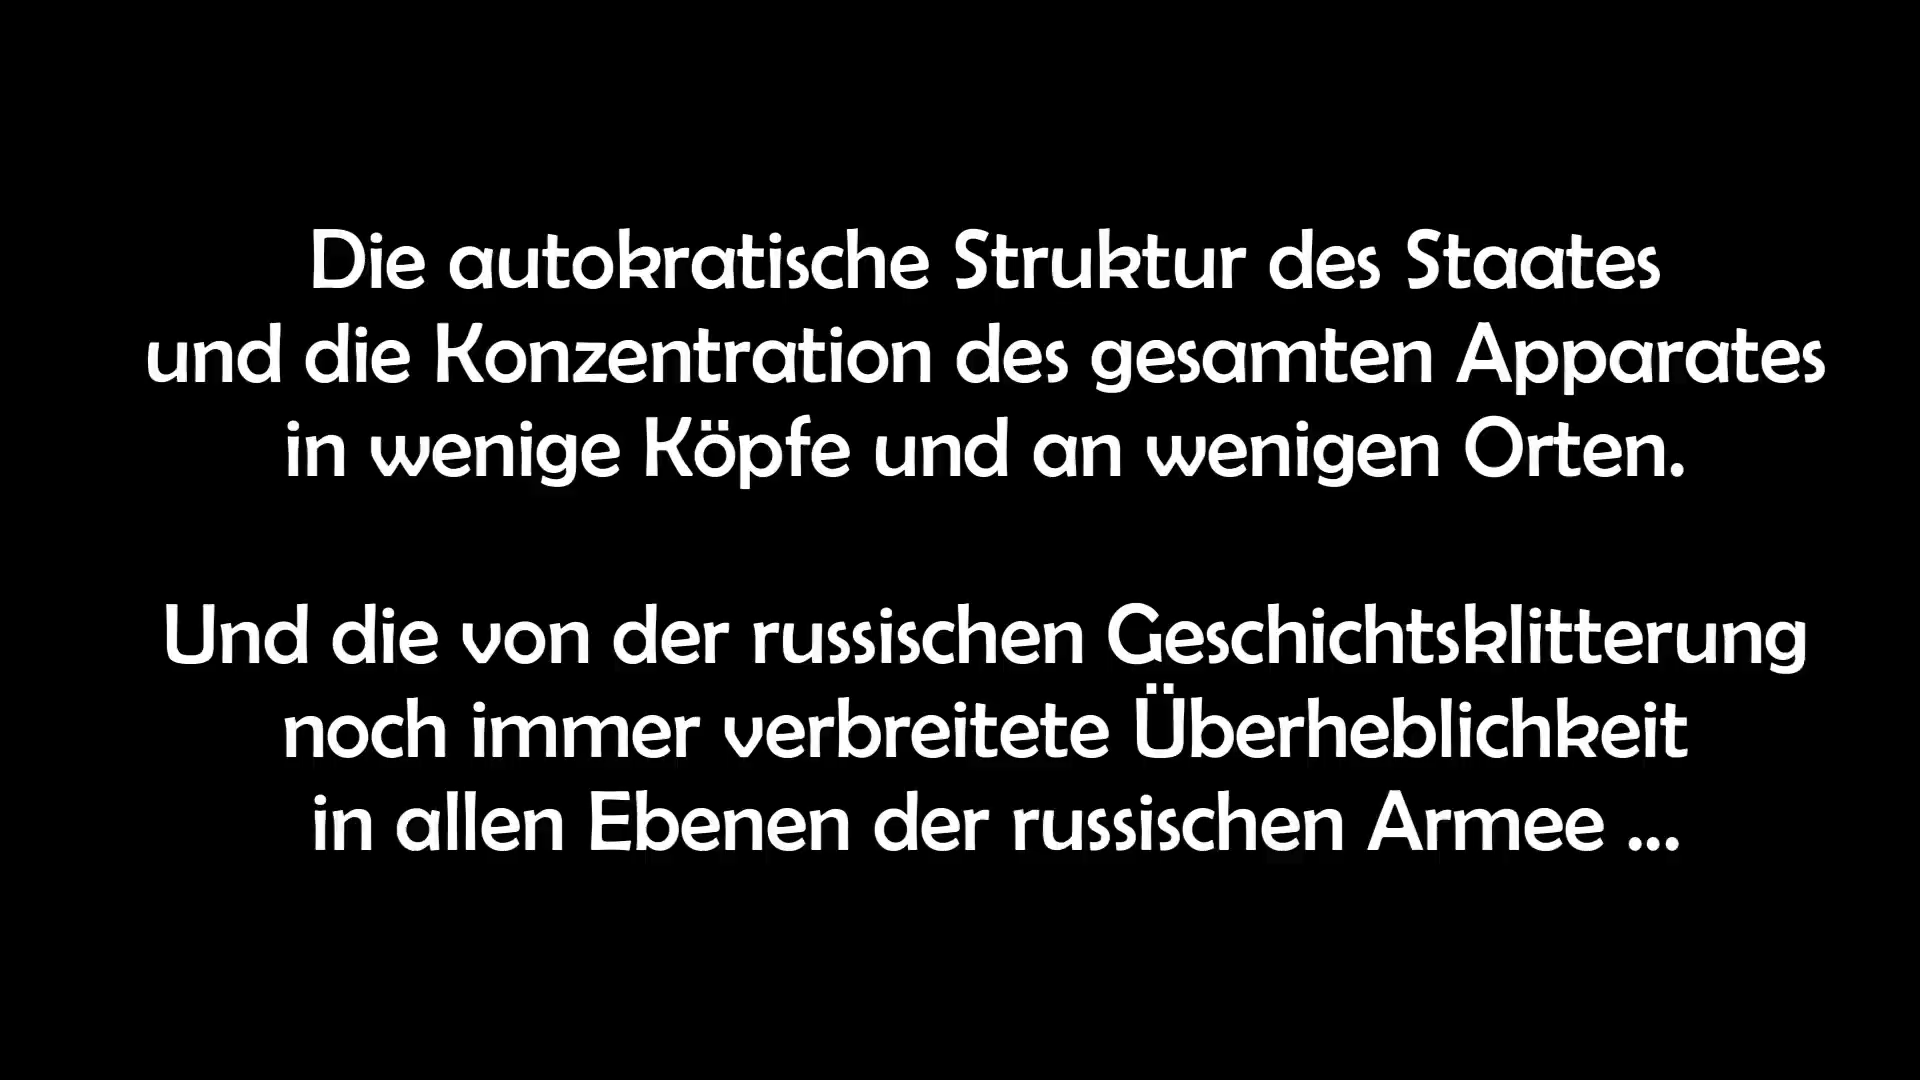 Die autokratische Struktur des Staates
und die Konzentration des gesamten Apparates
in wenige Köpfe und an wenigen Orten.
Und die von der russischen Geschichtsklitterung
noch immer verbreitete Überheblichkeit
in allen Ebenen der russischen Armee ...